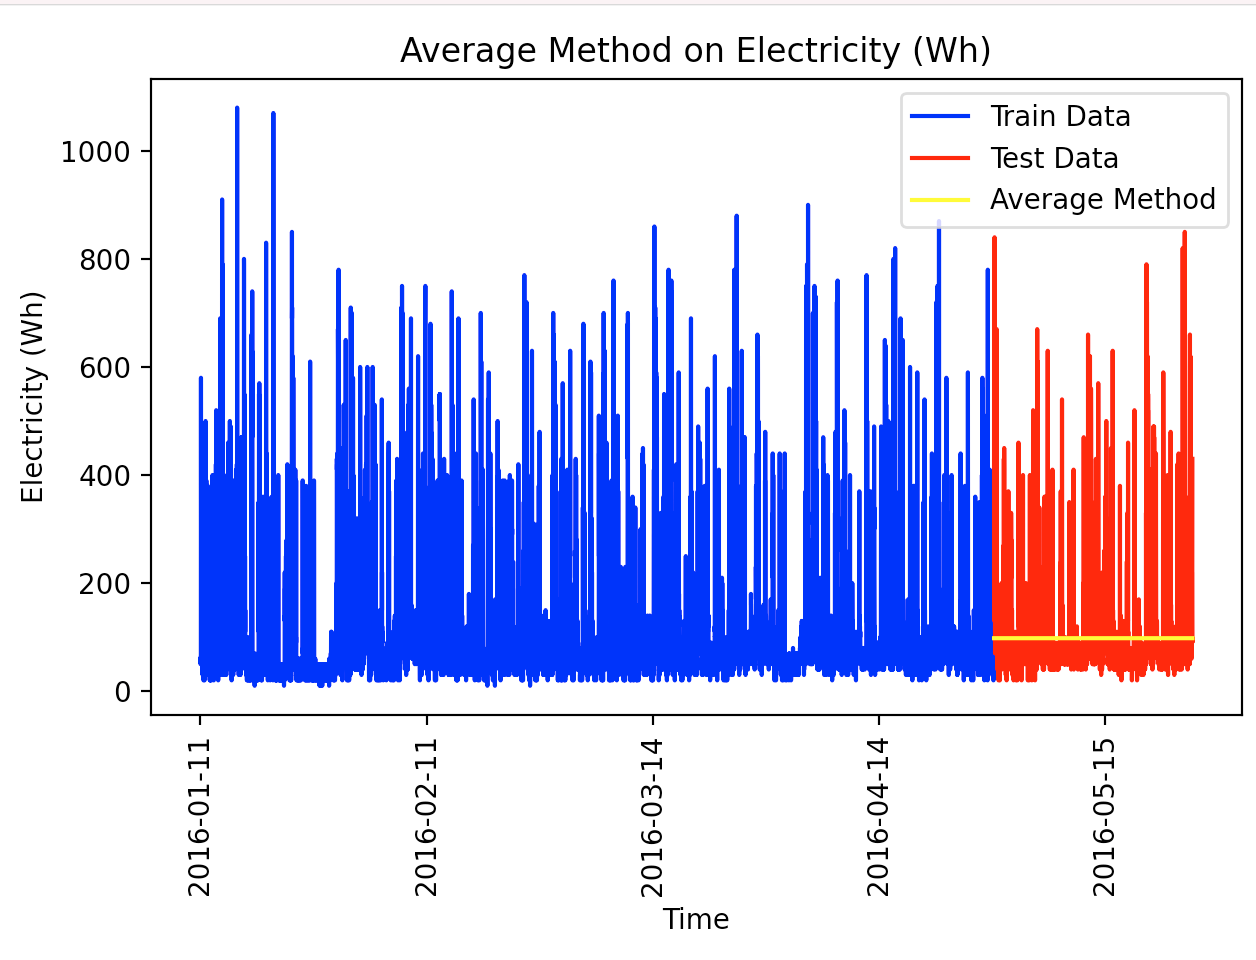 Average Method on Electricity (Wh)
Train Data
Test Data
Average Method
Electricity (Wh)
1000
800
600
400
200
0
2016-01-11
2016-02-11
2016-03-14
2016-04-14
2016-05-15
Time